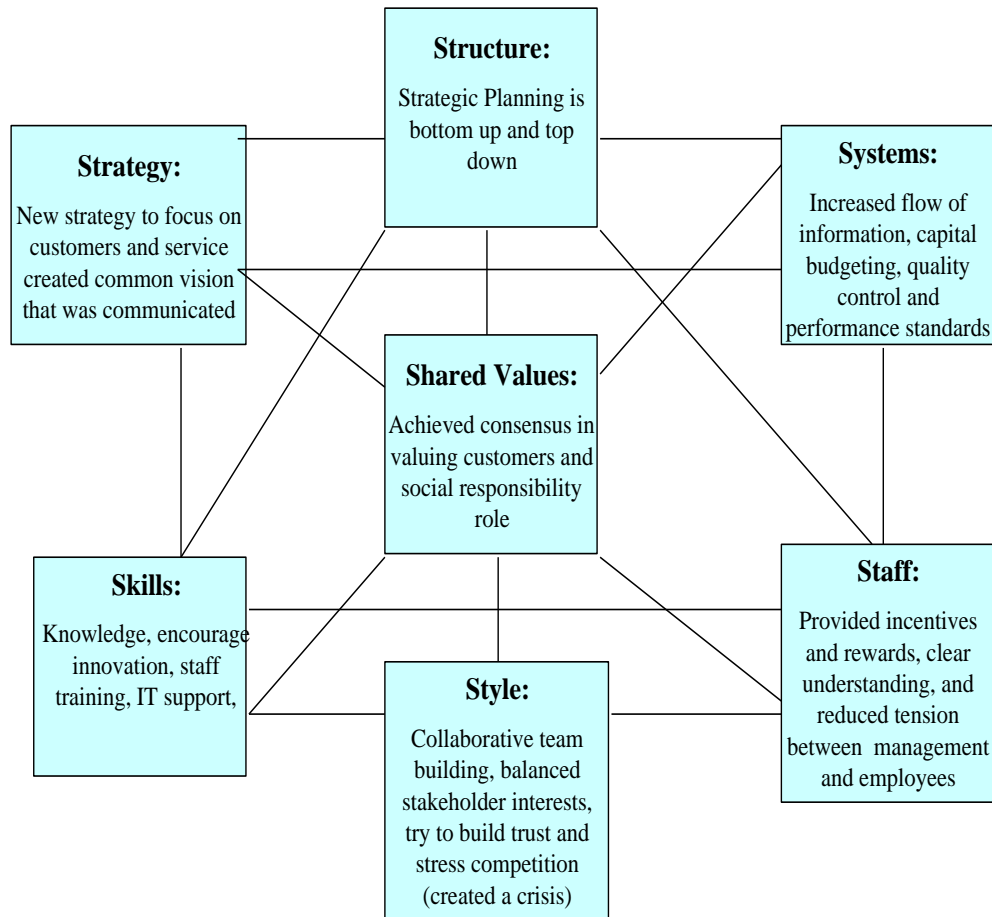 Structure:
Strategic Planning is
bottom up and top
down
Strategy:
New strategy to focus on
customers and service
created common vision
that was communicated
Systems:
Increased flow of
information, capital
budgeting, quality
control and
performance standards
Shared Values:
Achieved consensus in
valuing customers and
social responsibility
role
Skills:
Knowledge, encourage
innovation, staff
training, IT support,
Staff:
Provided incentives
and rewards, clear
understanding, and
reduced tension
between management
and employees
Style:
Collaborative team
building, balanced
stakeholder interests,
try to build trust and
stress competition
(created a crisis)